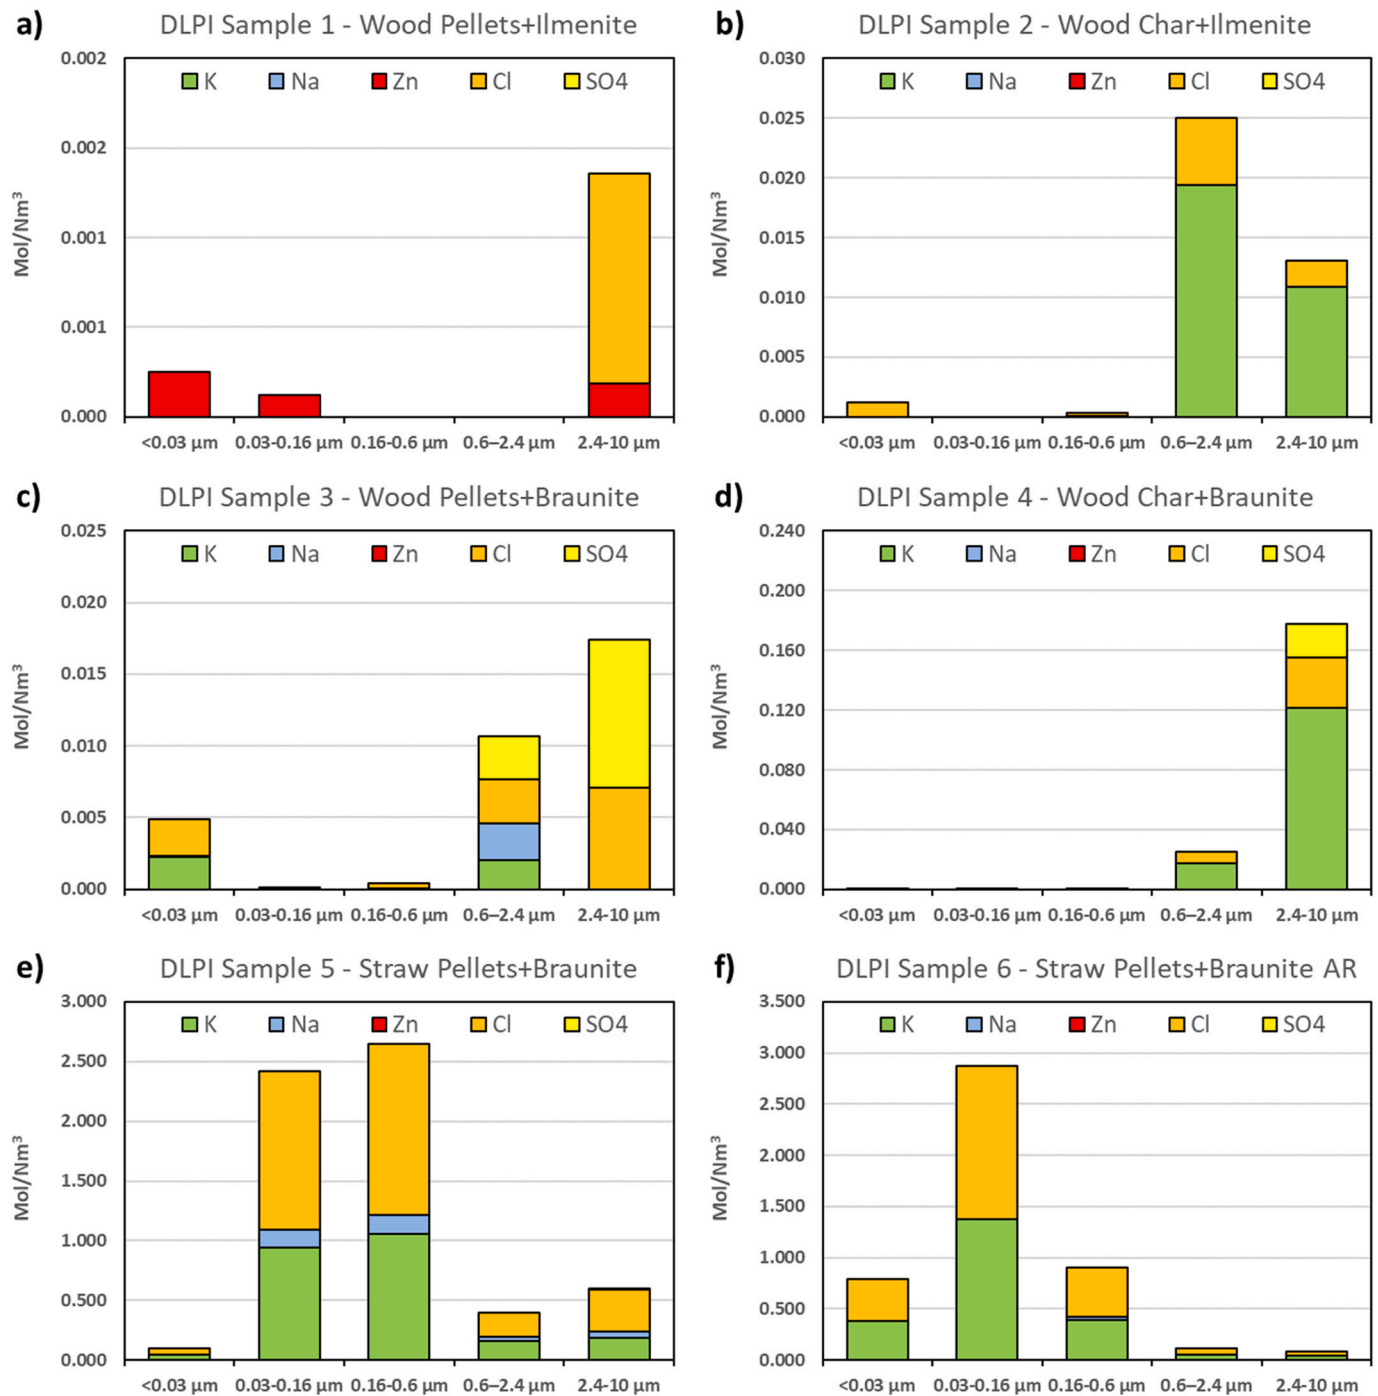 a) DLPI Sample 1 - Wood Pellets+Ilmenite
K Na Zn Cl SO4
Mol/Nm³
0.002
0.002
0.001
0.001
0.000
<0.03 µm 0.03-0.16 µm 0.16-0.6 µm 0.6–2.4 µm 2.4-10 µm
b) DLPI Sample 2 - Wood Char+Ilmenite
K Na Zn Cl SO4
Mol/Nm³
0.030
0.025
0.020
0.015
0.010
0.005
0.000
<0.03 µm 0.03-0.16 µm 0.16-0.6 µm 0.6–2.4 µm 2.4-10 µm
c) DLPI Sample 3 - Wood Pellets+Braunite
K Na Zn Cl SO4
Mol/Nm³
0.025
0.020
0.015
0.010
0.005
0.000
<0.03 µm 0.03-0.16 µm 0.16-0.6 µm 0.6–2.4 µm 2.4-10 µm
d) DLPI Sample 4 - Wood Char+Braunite
K Na Zn Cl SO4
Mol/Nm³
0.240
0.200
0.160
0.120
0.080
0.040
0.000
<0.03 µm 0.03-0.16 µm 0.16-0.6 µm 0.6–2.4 µm 2.4-10 µm
e) DLPI Sample 5 - Straw Pellets+Braunite
K Na Zn Cl SO4
Mol/Nm³
3.000
2.500
2.000
1.500
1.000
0.500
0.000
<0.03 µm 0.03-0.16 µm 0.16-0.6 µm 0.6–2.4 µm 2.4-10 µm
f) DLPI Sample 6 - Straw Pellets+Braunite AR
K Na Zn Cl SO4
Mol/Nm³
3.500
3.000
2.500
2.000
1.500
1.000
0.500
0.000
<0.03 µm 0.03-0.16 µm 0.16-0.6 µm 0.6–2.4 µm 2.4-10 µm